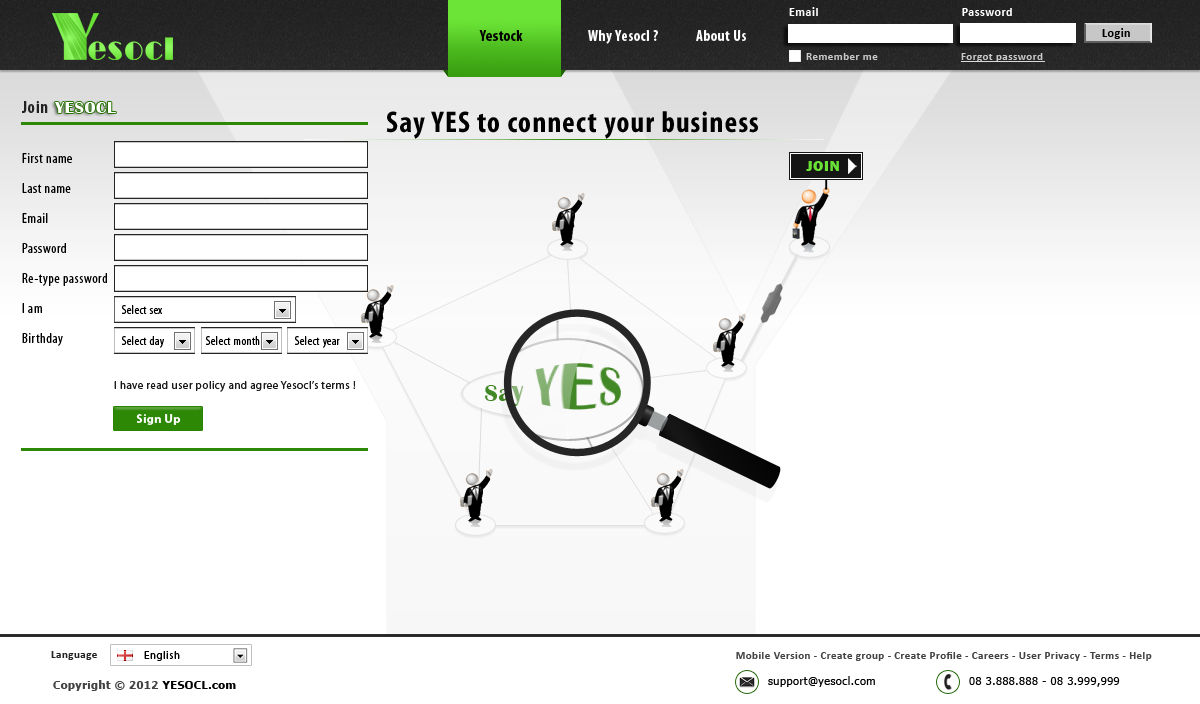 Yesocl
Yestock
Why Yesocl ?
About Us
Email
Password
Login
Remember me
Forgot password
Join YESOCL
First name
Last name
Email
Password
Re-type password
I am
Select sex
Birthday
Select day
Select month
Select year
I have read user policy and agree Yesocl's terms !
Sign Up
Say YES to connect your business
JOIN
Say YES
Language
English
Copyright © 2012 YESOCL.com
Mobile Version - Create group - Create Profile - Careers - User Privacy - Terms - Help
support@yesocl.com
08 3.888.888 - 08 3.999,999